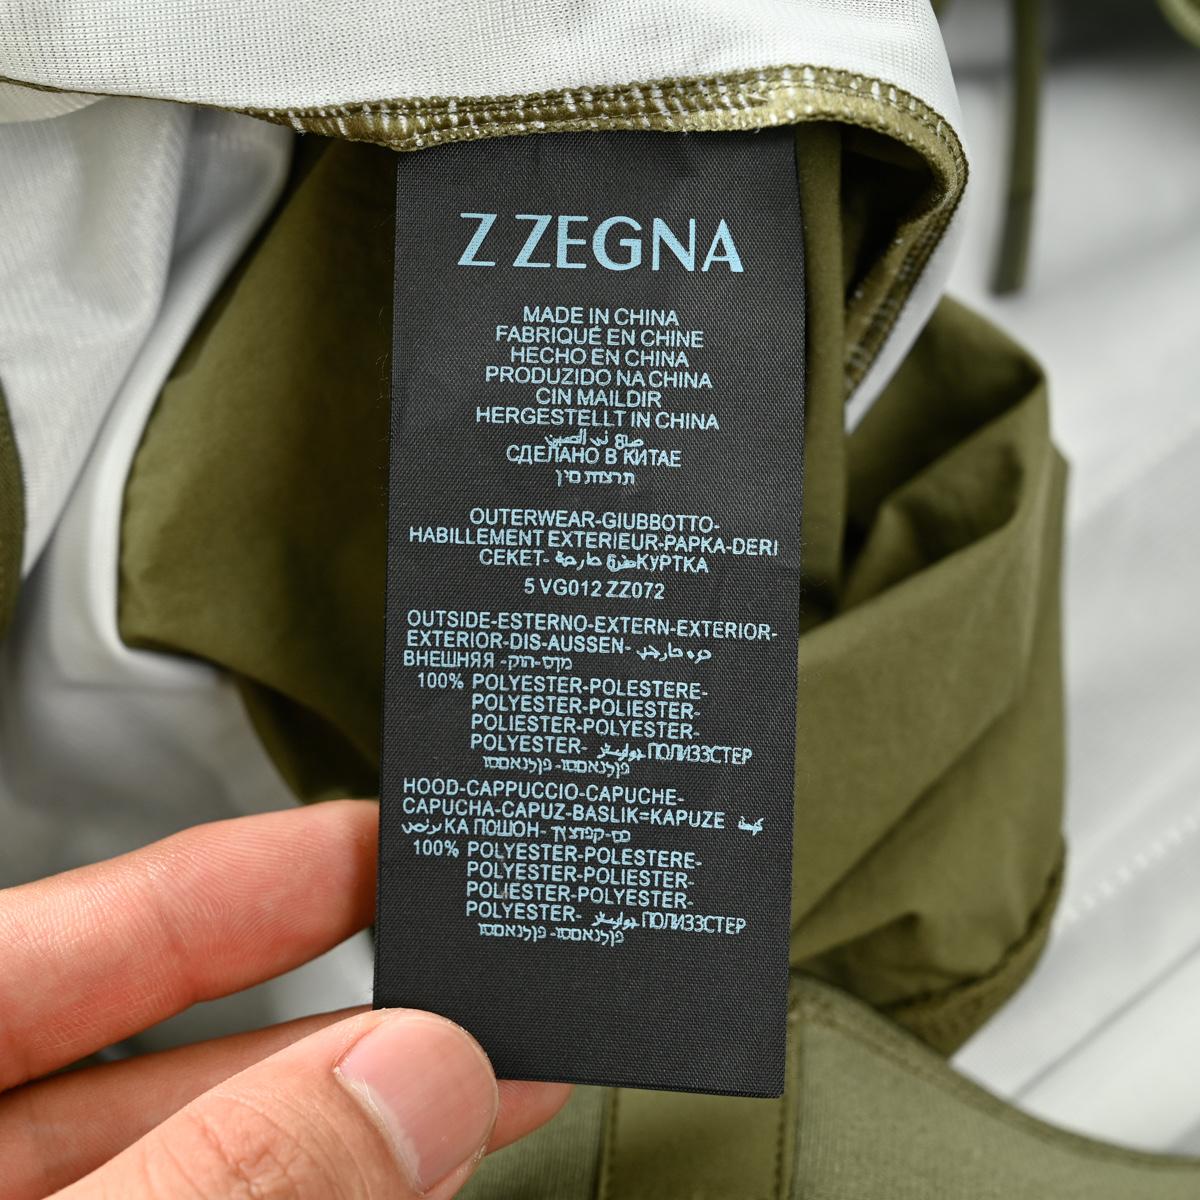 Z ZEGNA
MADE IN CHINA
FABRIQUÉ EN CHINE
HECHO EN CHINA
PRODUZIDO NA CHINA
CIN MAILDIR
HERGESTELLT IN CHINA
СДЕЛАНО В КИТАЕ
OUTERWEAR-GIUBBOTTO-
HABILLEMENT EXTERIEUR-PAPKA-DERI
CEKET- КУРТКА
5 VG012 ZZ072
OUTSIDE-ESTERNO-EXTERN-EXTERIOR-
EXTERIOR-DIS-AUSSEN-
ВНЕШНЯЯ
100% POLYESTER-POLESTERE-
POLYESTER-POLIESTER-
POLIESTER-POLYESTER-
POLYESTER- ПОЛИЗЗСТЕР
HOOD-CAPPUCCIO-CAPUCHE-
CAPUCHA-CAPUZ-BASLIK=KAPUZE
КА ПОШОН-
100% POLYESTER-POLESTERE-
POLYESTER-POLIESTER-
POLIESTER-POLYESTER-
POLYESTER- ПОЛИЗЗСТЕР